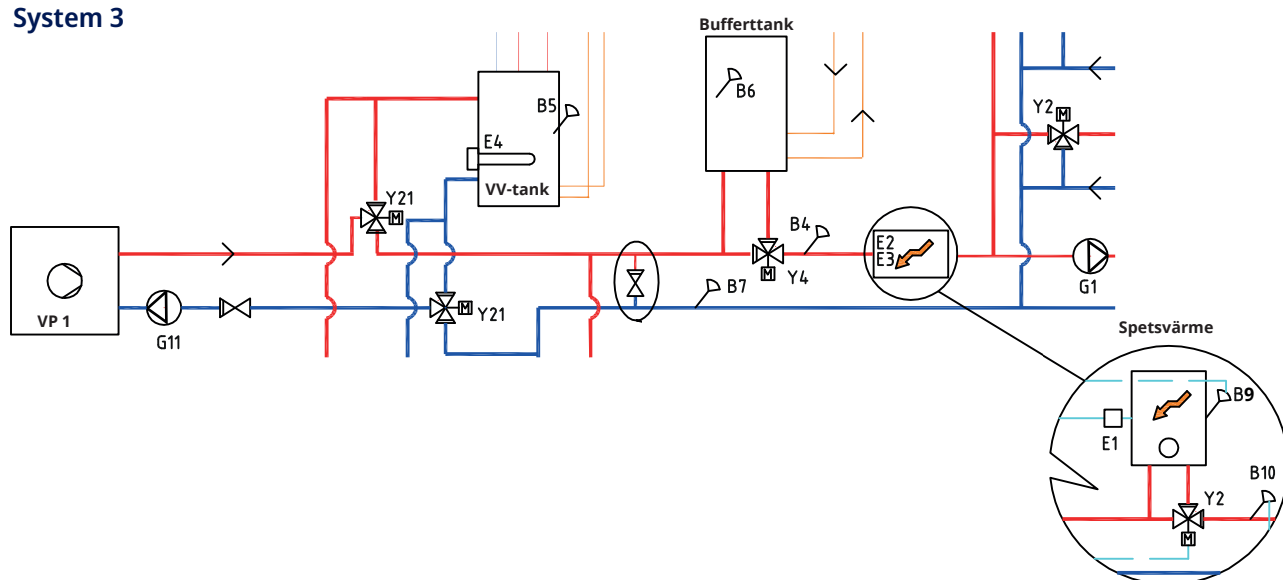 System 3
Bufferttank
B5
B6
Y2
M
E4
VV-tank
Y21
M
B4
E2
E3
M
Y4
G1
B7
VP 1
G11
M
Y21
Spetsvärme
B9
E1
B10
Y2
M